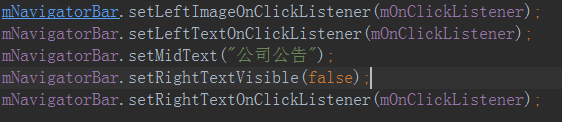 mNavigatorBar.setLeftImageOnClickListener(mOnClickListener);
mNavigatorBar.setLeftTextOnClickListener(mOnClickListener);
mNavigatorBar.setMidText("公司公告");
mNavigatorBar.setRightTextVisible(false);
mNavigatorBar.setRightTextOnClickListener(mOnClickListener);